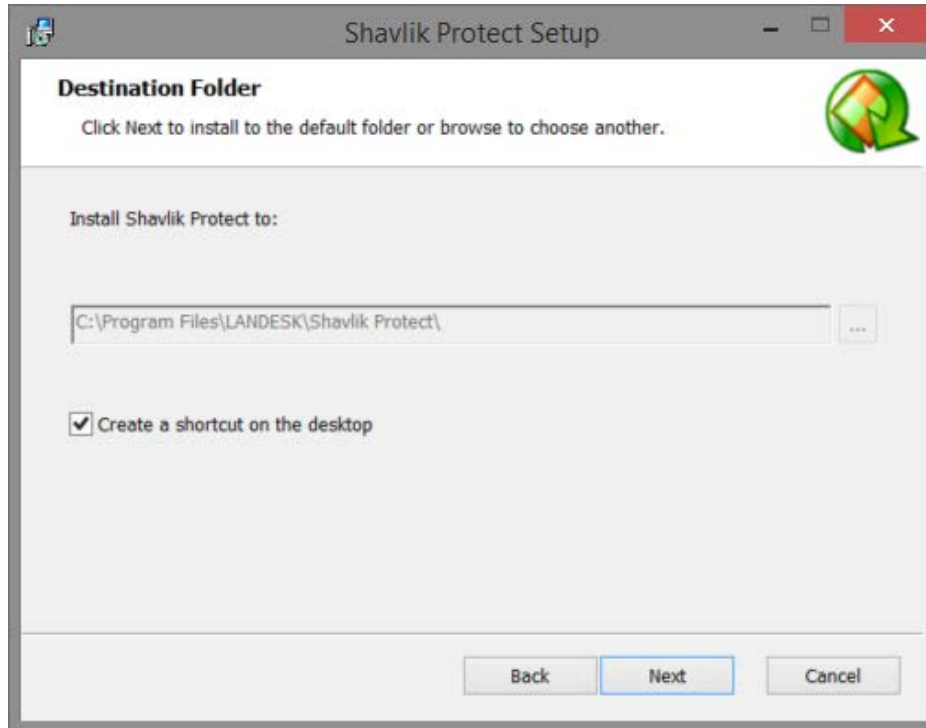 Shavlik Protect Setup
Destination Folder
Click Next to install to the default folder or browse to choose another.
Install Shavlik Protect to:
C:\Program Files\LANDESK\Shavlik Protect\
...
Create a shortcut on the desktop
Back Next Cancel